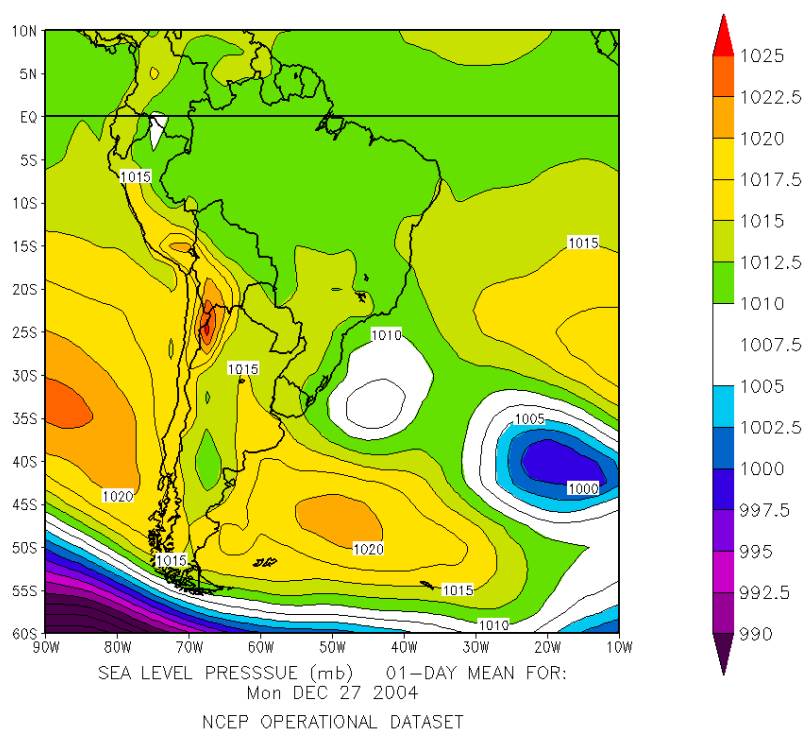 10N
5N
EQ
5S
10S
15S
20S
25S
30S
35S
40S
45S
50S
55S
60S
90W 80W 70W 60W 50W 40W 30W 20W 10W
1015
1015
1010
1015
1005
1000
1020
1020
1015
1015
1010
1025
1022.5
1020
1017.5
1015
1012.5
1010
1007.5
1005
1002.5
1000
997.5
995
992.5
990
SEA LEVEL PRESSSUE (mb) 01-DAY MEAN FOR:
Mon DEC 27 2004
NCEP OPERATIONAL DATASET